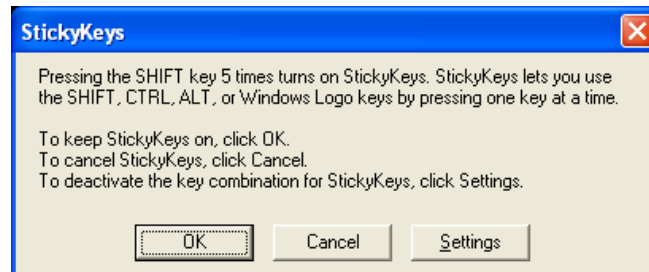 StickyKeys
Pressing the SHIFT key 5 times turns on StickyKeys. StickyKeys lets you use
the SHIFT, CTRL, ALT, or Windows Logo keys by pressing one key at a time.
To keep StickyKeys on, click OK.
To cancel StickyKeys, click Cancel.
To deactivate the key combination for StickyKeys, click Settings.
OK Cancel Settings